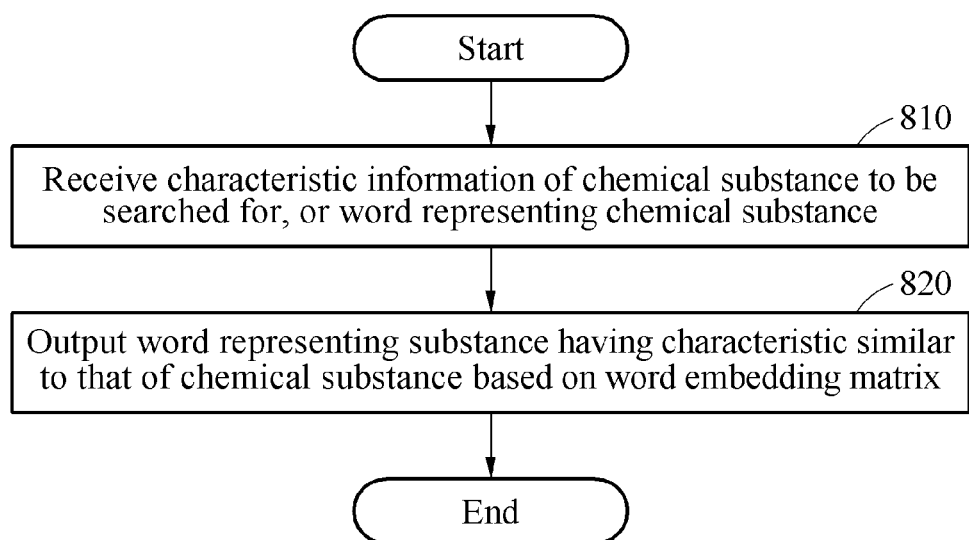 Start
810
Receive characteristic information of chemical substance to be
searched for, or word representing chemical substance
820
Output word representing substance having characteristic similar
to that of chemical substance based on word embedding matrix
End